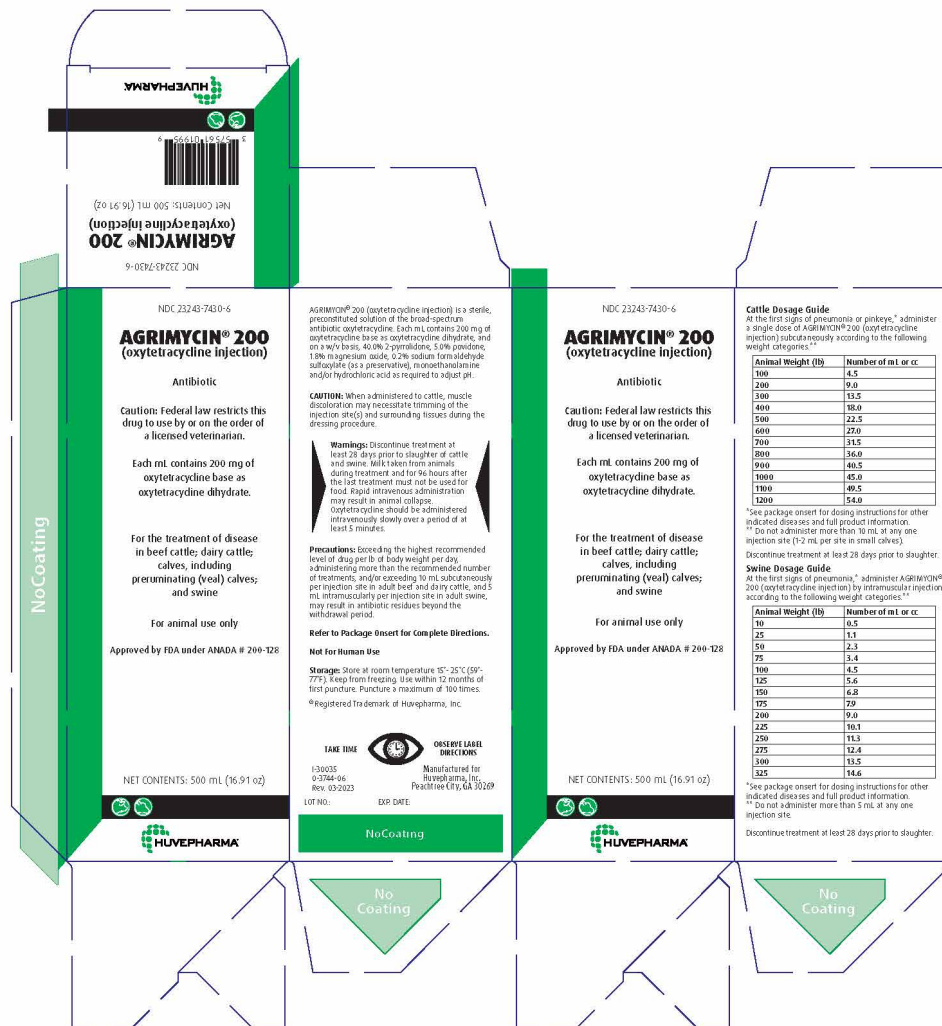 HUVEPHARMA
3 57561 01995 9
Net Contents: 500 mL (16.91 oz)
(oxytetracycline injection)
AGRIMYCIN® 200
NDC 23243-7430-6
NoCoating
NDC 23243-7430-6
AGRIMYCIN® 200
(oxytetracycline injection)
Antibiotic
Caution: Federal law restricts this
drug to use by or on the order of
a licensed veterinarian.
Each mL contains 200 mg of
oxytetracycline base as
oxytetracycline dihydrate.
For the treatment of disease
in beef cattle; dairy cattle;
calves, including
preruminating (veal) calves;
and swine
For animal use only
Approved by FDA under ANADA # 200-128
NET CONTENTS: 500 mL (16.91 oz)
HUVEPHARMA
AGRIMYCIN® 200 (oxytetracycline injection) is a sterile,
preconstituted solution of the broad-spectrum
antibiotic oxytetracycline. Each mL contains 200 mg of
oxytetracycline base as oxytetracycline dihydrate, and
on a w/v basis, 40.0% 2-pyrrolidone, 5.0% povidone,
1.8% magnesium oxide, 0.2% sodium formaldehyde
sulfoxylate (as a preservative), monoethanolamine
and/or hydrochloric acid as required to adjust pH.
CAUTION: When administered to cattle, muscle
discoloration may necessitate trimming of the
injection site(s) and surrounding tissues during the
dressing procedure.
Warnings: Discontinue treatment at
least 28 days prior to slaughter of cattle
and swine. Milk taken from animals
during treatment and for 96 hours after
the last treatment must not be used for
food. Rapid intravenous administration
may result in animal collapse.
Oxytetracycline should be administered
intravenously slowly over a period of at
least 5 minutes.
Precautions: Exceeding the highest recommended
level of drug per lb of body weight per day,
administering more than the recommended number
of treatments, and/or exceeding 10 mL subcutaneously
per injection site in adult beef and dairy cattle, and 5
mL intramuscularly per injection site in adult swine,
may result in antibiotic residues beyond the
withdrawal period.
Refer to Package Onsert for Complete Directions.
Not For Human Use
Storage: Store at room temperature 15°- 25°C (59°-
77°F). Keep from freezing. Use within 12 months of
first puncture. Puncture a maximum of 100 times.
®Registered Trademark of Huvepharma, Inc.
TAKE TIME
OBSERVE LABEL
DIRECTIONS
I-30035
0-3744-06
Rev. 03-2023
Manufactured for
Huvepharma, Inc.
Peachtree City, GA 30269
LOT NO.: EXP. DATE:
NoCoating
No
Coating
NDC 23243-7430-6
AGRIMYCIN® 200
(oxytetracycline injection)
Antibiotic
Caution: Federal law restricts this
drug to use by or on the order of
a licensed veterinarian.
Each mL contains 200 mg of
oxytetracycline base as
oxytetracycline dihydrate.
For the treatment of disease
in beef cattle; dairy cattle;
calves, including
preruminating (veal) calves;
and swine
For animal use only
Approved by FDA under ANADA # 200-128
NET CONTENTS: 500 mL (16.91 oz)
HUVEPHARMA
Cattle Dosage Guide
At the first signs of pneumonia or pinkeye,* administer
a single dose of AGRIMYCIN® 200 (oxytetracycline
injection) subcutaneously according to the following
weight categories.**
Animal Weight (lb) Number of mL or cc
100 4.5
200 9.0
300 13.5
400 18.0
500 22.5
600 27.0
700 31.5
800 36.0
900 40.5
1000 45.0
1100 49.5
1200 54.0
*See package onsert for dosing instructions for other
indicated diseases and full product information.
** Do not administer more than 10 mL at any one
injection site (1-2 mL per site in small calves).
Discontinue treatment at least 28 days prior to slaughter.
Swine Dosage Guide
At the first signs of pneumonia,* administer AGRIMYCIN®
200 (oxytetracycline injection) by intramuscular injection
according to the following weight categories.**
Animal Weight (lb) Number of mL or cc
10 0.5
25 1.1
50 2.3
75 3.4
100 4.5
125 5.6
150 6.8
175 7.9
200 9.0
225 10.1
250 11.3
275 12.4
300 13.5
325 14.6
*See package onsert for dosing instructions for other
indicated diseases and full product information.
** Do not administer more than 5 mL at any one
injection site.
Discontinue treatment at least 28 days prior to slaughter.
No
Coating